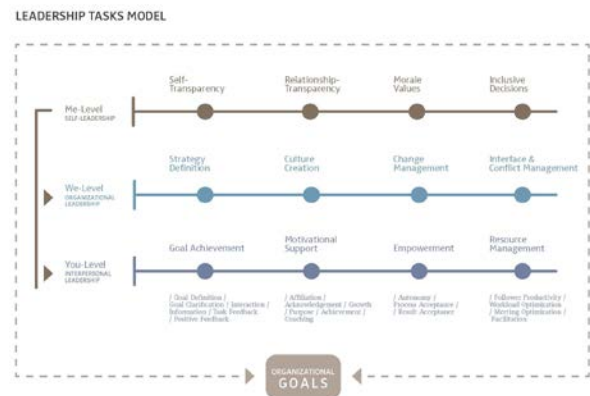 LEADERSHIP TASKS MODEL
Self-
Transparency
Relationship-
Transparency
Morale
Values
Inclusive
Decisions
Me-Level
SELF-LEADERSHIP
Strategy
Definition
Culture
Creation
Change
Management
Interface &
Conflict Management
We-Level
ORGANIZATIONAL
LEADERSHIP
Goal Achievement
Motivational
Support
Empowerment
Resource
Management
You-Level
INTERPERSONAL
LEADERSHIP
/ Goal Definition /
Goal Clarification / Interaction /
Information / Task Feedback
/ Positive Feedback
/ Affiliation /
Acknowledgement / Growth
/ Purpose / Achievement /
Coaching
/ Autonomy /
Process Acceptance /
/ Result Acceptance
/ Follower Productivity /
Workload Optimization
/ Meeting Optimization /
Facilitation
ORGANIZATIONAL
GOALS